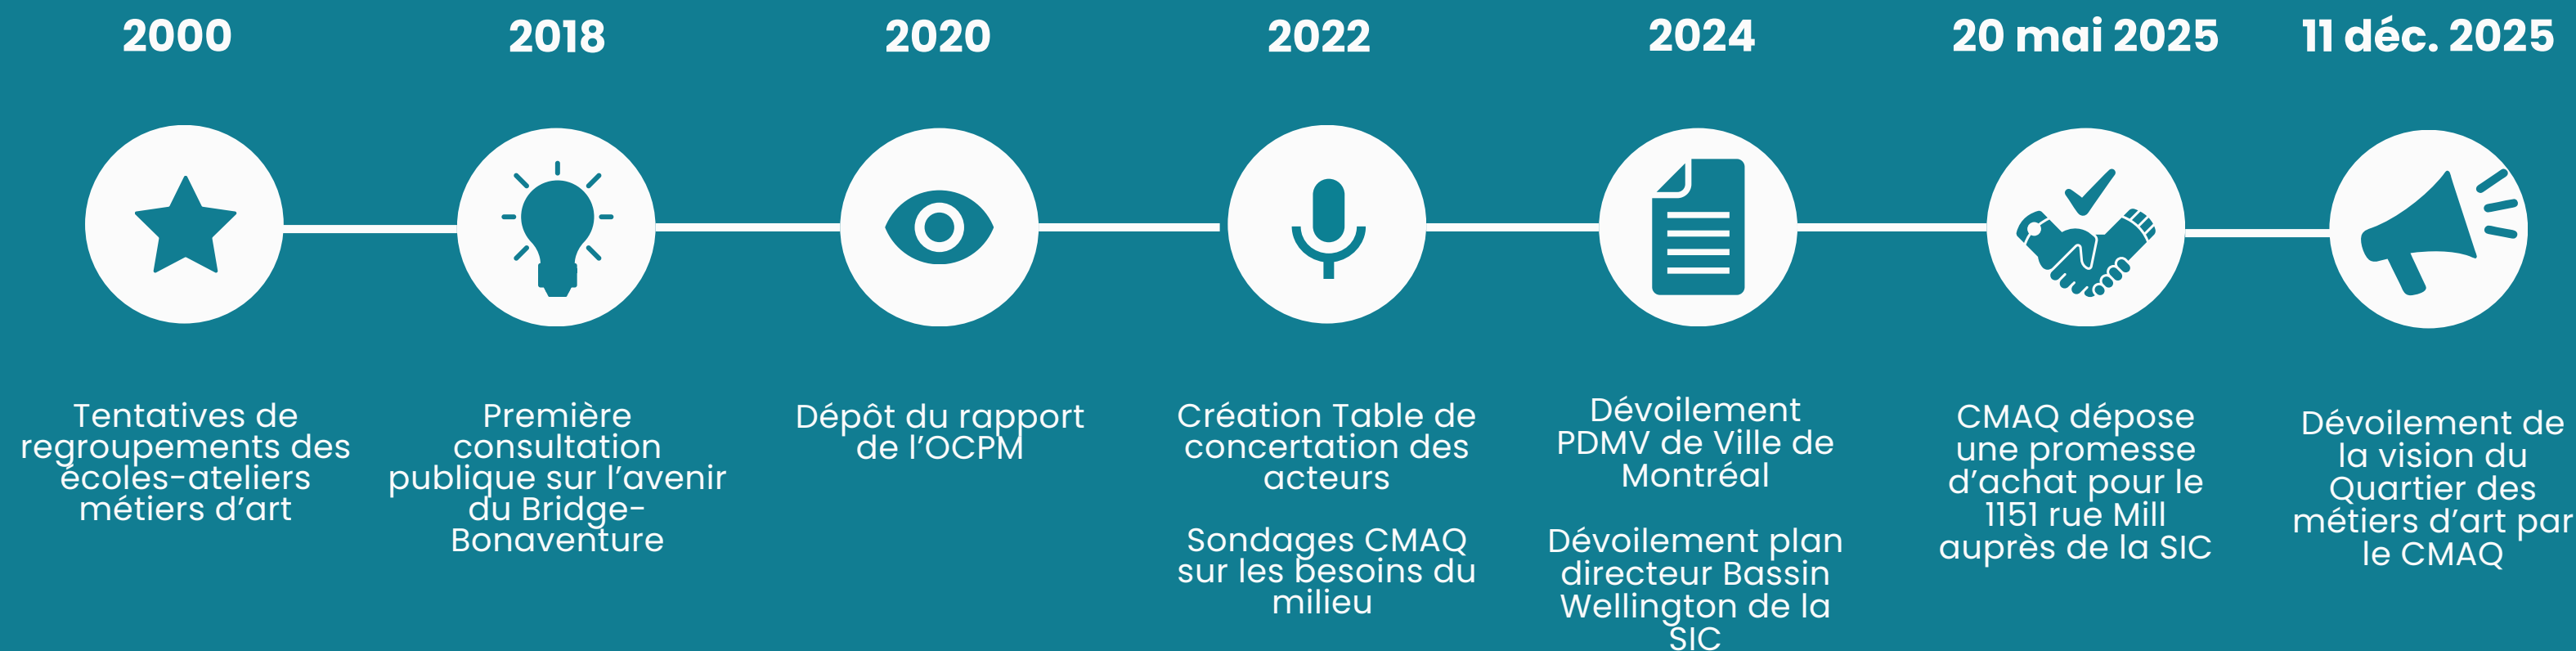 2000
Tentatives de
regroupements des
écoles-ateliers
métiers d'art
2018
Première
consultation
publique sur l'avenir
du Bridge-
Bonaventure
2020
Dépôt du rapport
de l'OCPM
2022
Création Table de
concertation des
acteurs
Sondages CMAQ
sur les besoins du
milieu
2024
Dévoilement
PDMV de Ville de
Montréal
Dévoilement plan
directeur Bassin
Wellington de la
SIC
20 mai 2025
CMAQ dépose
une promesse
d'achat pour le
1151 rue Mill
auprès de la SIC
11 déc. 2025
Dévoilement de
la vision du
Quartier des
métiers d'art par
le CMAQ